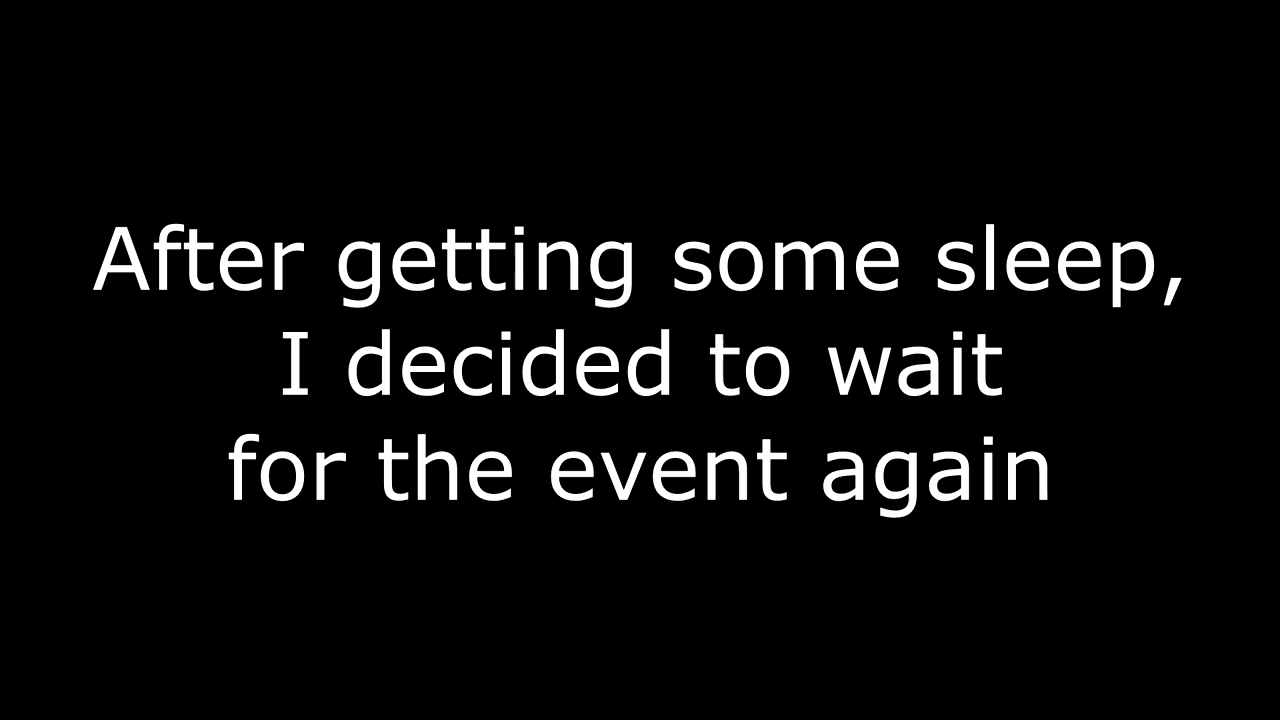 After getting some sleep,
I decided to wait
for the event again